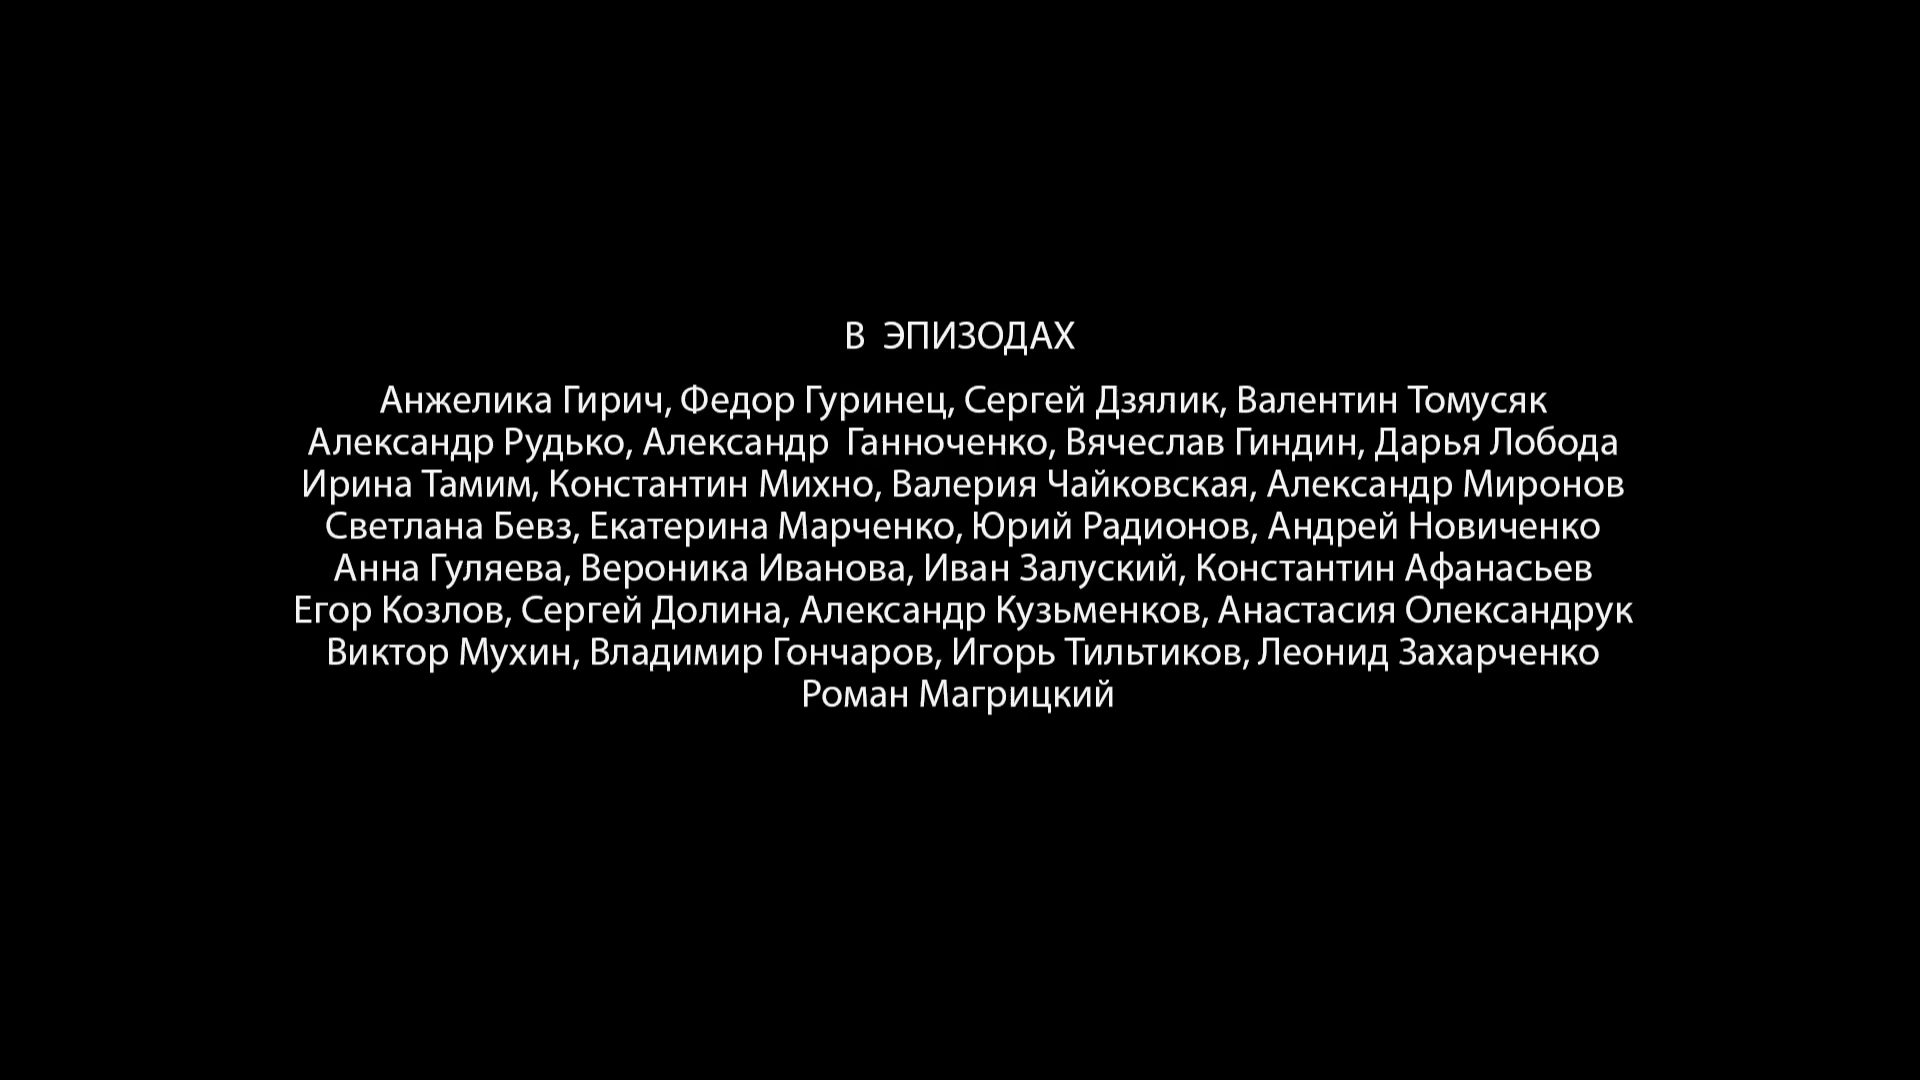 В ЭПИЗОДАХ
Анжелика Гирич, Федор Гуринец, Сергей Дзялик, Валентин Томусяк
Александр Рудько, Александр Ганноченко, Вячеслав Гиндин, Дарья Лобода
Ирина Тамим, Константин Михно, Валерия Чайковская, Александр Миронов
Светлана Бевз, Екатерина Марченко, Юрий Радионов, Андрей Новиченко
Анна Гуляева, Вероника Иванова, Иван Залуский, Константин Афанасьев
Егор Козлов, Сергей Долина, Александр Кузьменков, Анастасия Олександрук
Виктор Мухин, Владимир Гончаров, Игорь Тильтиков, Леонид Захарченко
Роман Магрицкий